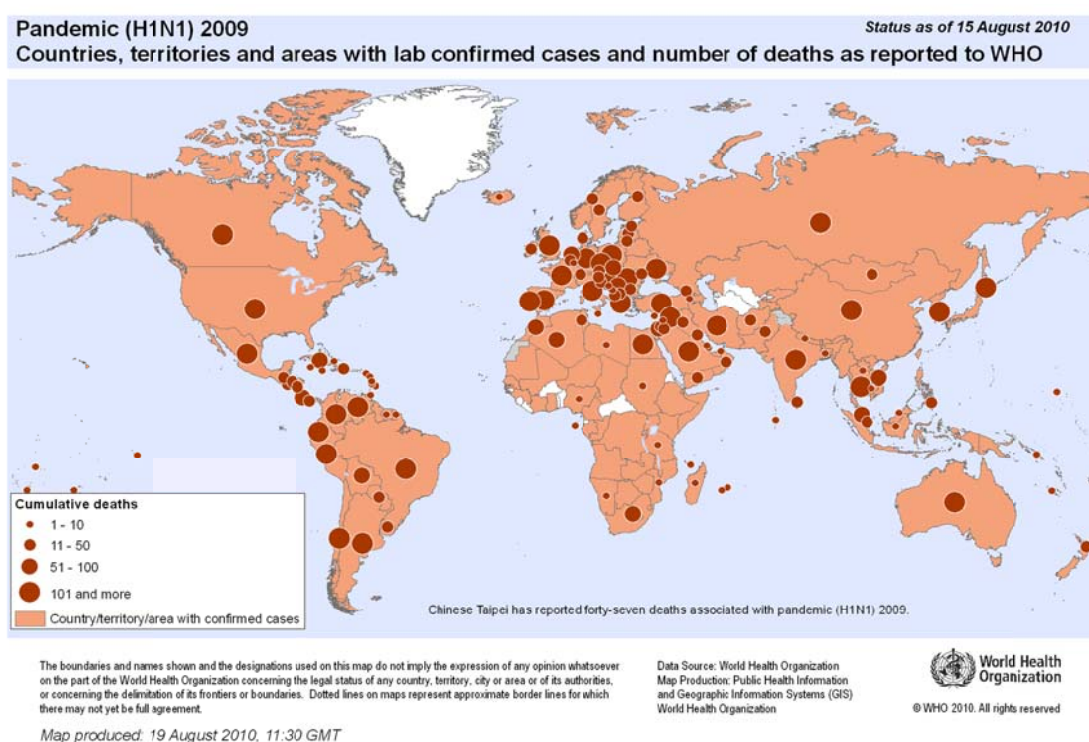 Pandemic (H1N1) 2009
Status as of 15 August 2010
Countries, territories and areas with lab confirmed cases and number of deaths as reported to WHO
Cumulative deaths
1 - 10
11 - 50
51 - 100
101 and more
Country/territory/area with confirmed cases
Chinese Taipei has reported forty-seven deaths associated with pandemic (H1N1) 2009.
The boundaries and names shown and the designations used on this map do not imply the expression of any opinion whatsoever
on the part of the World Health Organization concerning the legal status of any country, territory, city or area or of its authorities,
or concerning the delimitation of its frontiers or boundaries. Dotted lines on maps represent approximate border lines for which
there may not yet be full agreement.
Data Source: World Health Organization
Map Production: Public Health Information
and Geographic Information Systems (GIS)
World Health Organization
World Health
Organization
© WHO 2010. All rights reserved
Map produced: 19 August 2010, 11:30 GMT